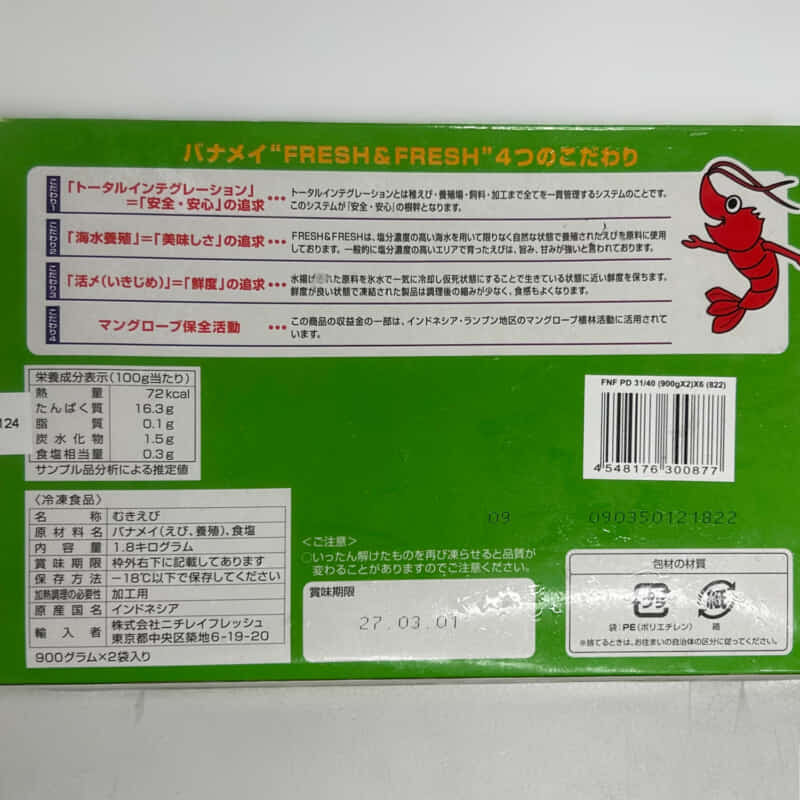 バナメイ“FRESH&FRESH”4つのこだわり
こだわり1
「トータルインテグレーション」
=「安全・安心」の追求
トータルインテグレーションとは種えび・養殖場・飼料・加工まで全てを一貫管理するシステムのことです。
このシステムが「安全・安心」の根幹となります。
こだわり2
「海水養殖」=「美味しさ」の追求
FRESH&FRESHは、塩分濃度の高い海水を用いて限りなく自然な状態で養殖されたえびを原料に使用
しております。一般的に塩分濃度の高いエリアで育ったえびは、旨み、甘みが強いと言われております。
こだわり3
「活〆(いきじめ)」=「鮮度」の追求
水揚げ れた原料を氷水で一気に冷却し仮死状態にすることで生きている状態に近い鮮度を保ちます。
鮮度が良い状態で凍結された製品は調理後の縮みが少なく、食感もよくなります。
こだわり4
マングローブ保全活動
この商品の収益金の一部は、インドネシア・ランプン地区のマングローブ植林活動に活用されて
います。
124
栄養成分表示(100g当たり)
熱量 72kcal
たんぱく質 16.3g
脂質 0.1g
炭水化物 1.5g
食塩相当量 0.3g
サンプル品分析による推定値
FNF PD 31/40 (900gX2)X6 (822)
4 548176 300877
〈冷凍食品〉
名称 むきえび
原材料名 バナメイ(えび、養殖)、食塩
内容量 1.8キログラム
賞味期限 枠外右下に記載してあります
保存方法 −18℃以下で保存してください
加熱調理の必要性 加工用
原産国名 インドネシア
輸入者 株式会社ニチレイフレッシュ
東京都中央区築地6-19-20
900グラム×2袋入り
09 090350121822
<ご注意>
○いったん解けたものを再び凍らせると品質が
変わることがありますのでご注意ください。
賞味期限
27.03.01
包材の材質
プラ
紙
袋:PE(ポリエチレン) 箱
※捨てるときは、お住まいの自治体の区分に従ってください。